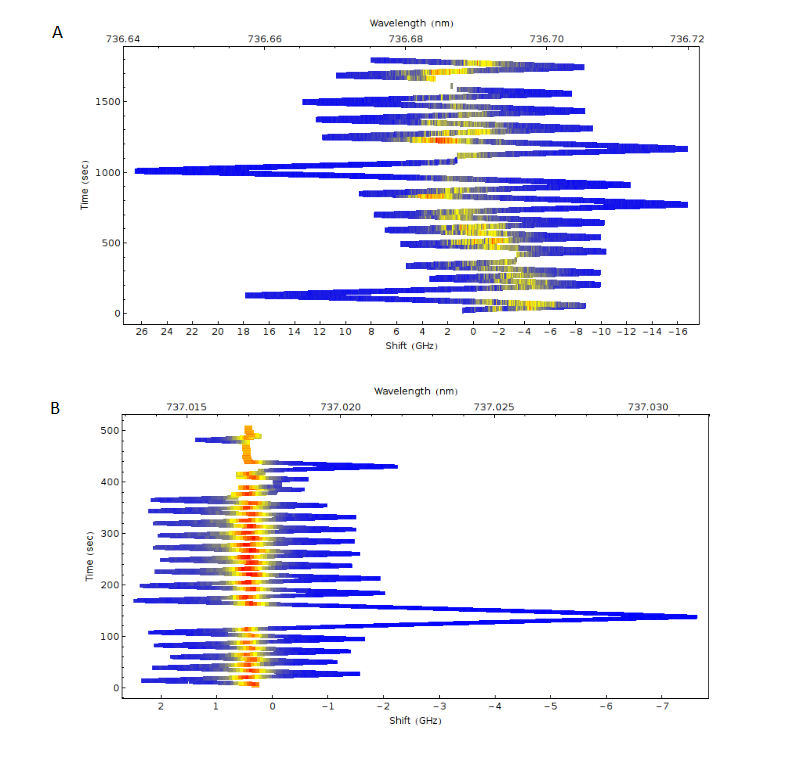 A
Wavelength (nm)
736.64 736.66 736.68 736.70 736.72
1500
1000
500
0
Time (sec)
26 24 22 20 18 16 14 12 10 8 6 4 2 0 −2 −4 −6 −8 −10 −12 −14 −16
Shift (GHz)
B
Wavelength (nm)
737.015 737.020 737.025 737.030
500
400
300
200
100
0
Time (sec)
2 1 0 −1 −2 −3 −4 −5 −6 −7
Shift (GHz)